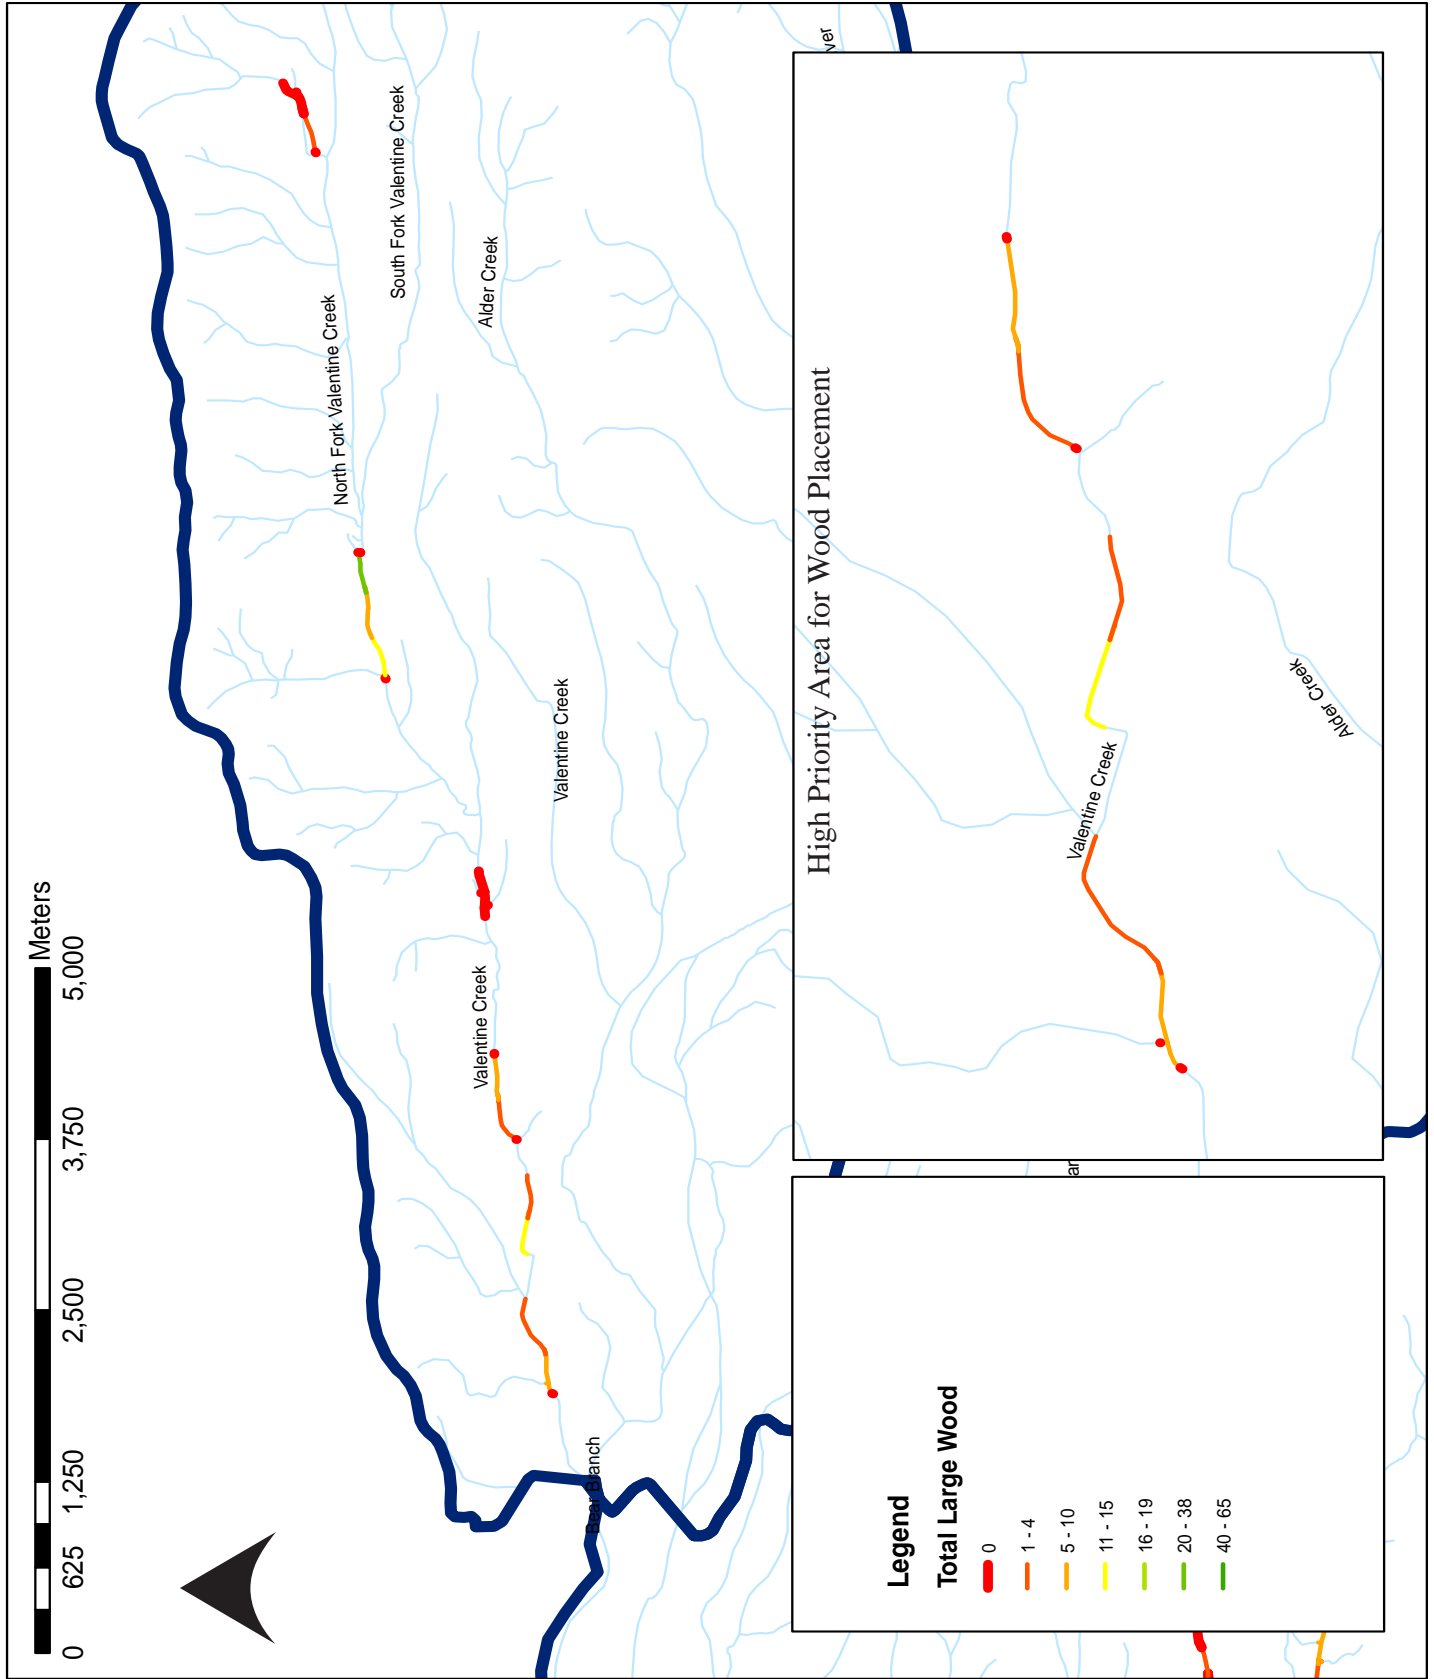 0 625 1,250 2,500 3,750 5,000
Meters
North Fork Valentine Creek
South Fork Valentine Creek
Alder Creek
Valentine Creek
Valentine Creek
Bear Branch
ver
ar
High Priority Area for Wood Placement
Valentine Creek
Alder Creek
Legend
Total Large Wood
0
1 - 4
5 - 10
11 - 15
16 - 19
20 - 38
40 - 65